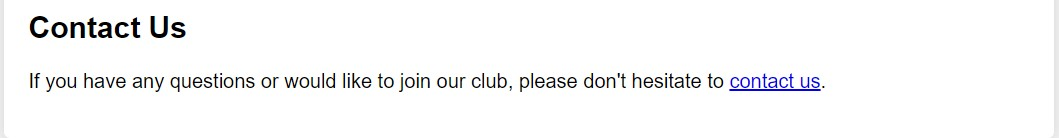 Contact Us
If you have any questions or would like to join our club, please don't hesitate to contact us.